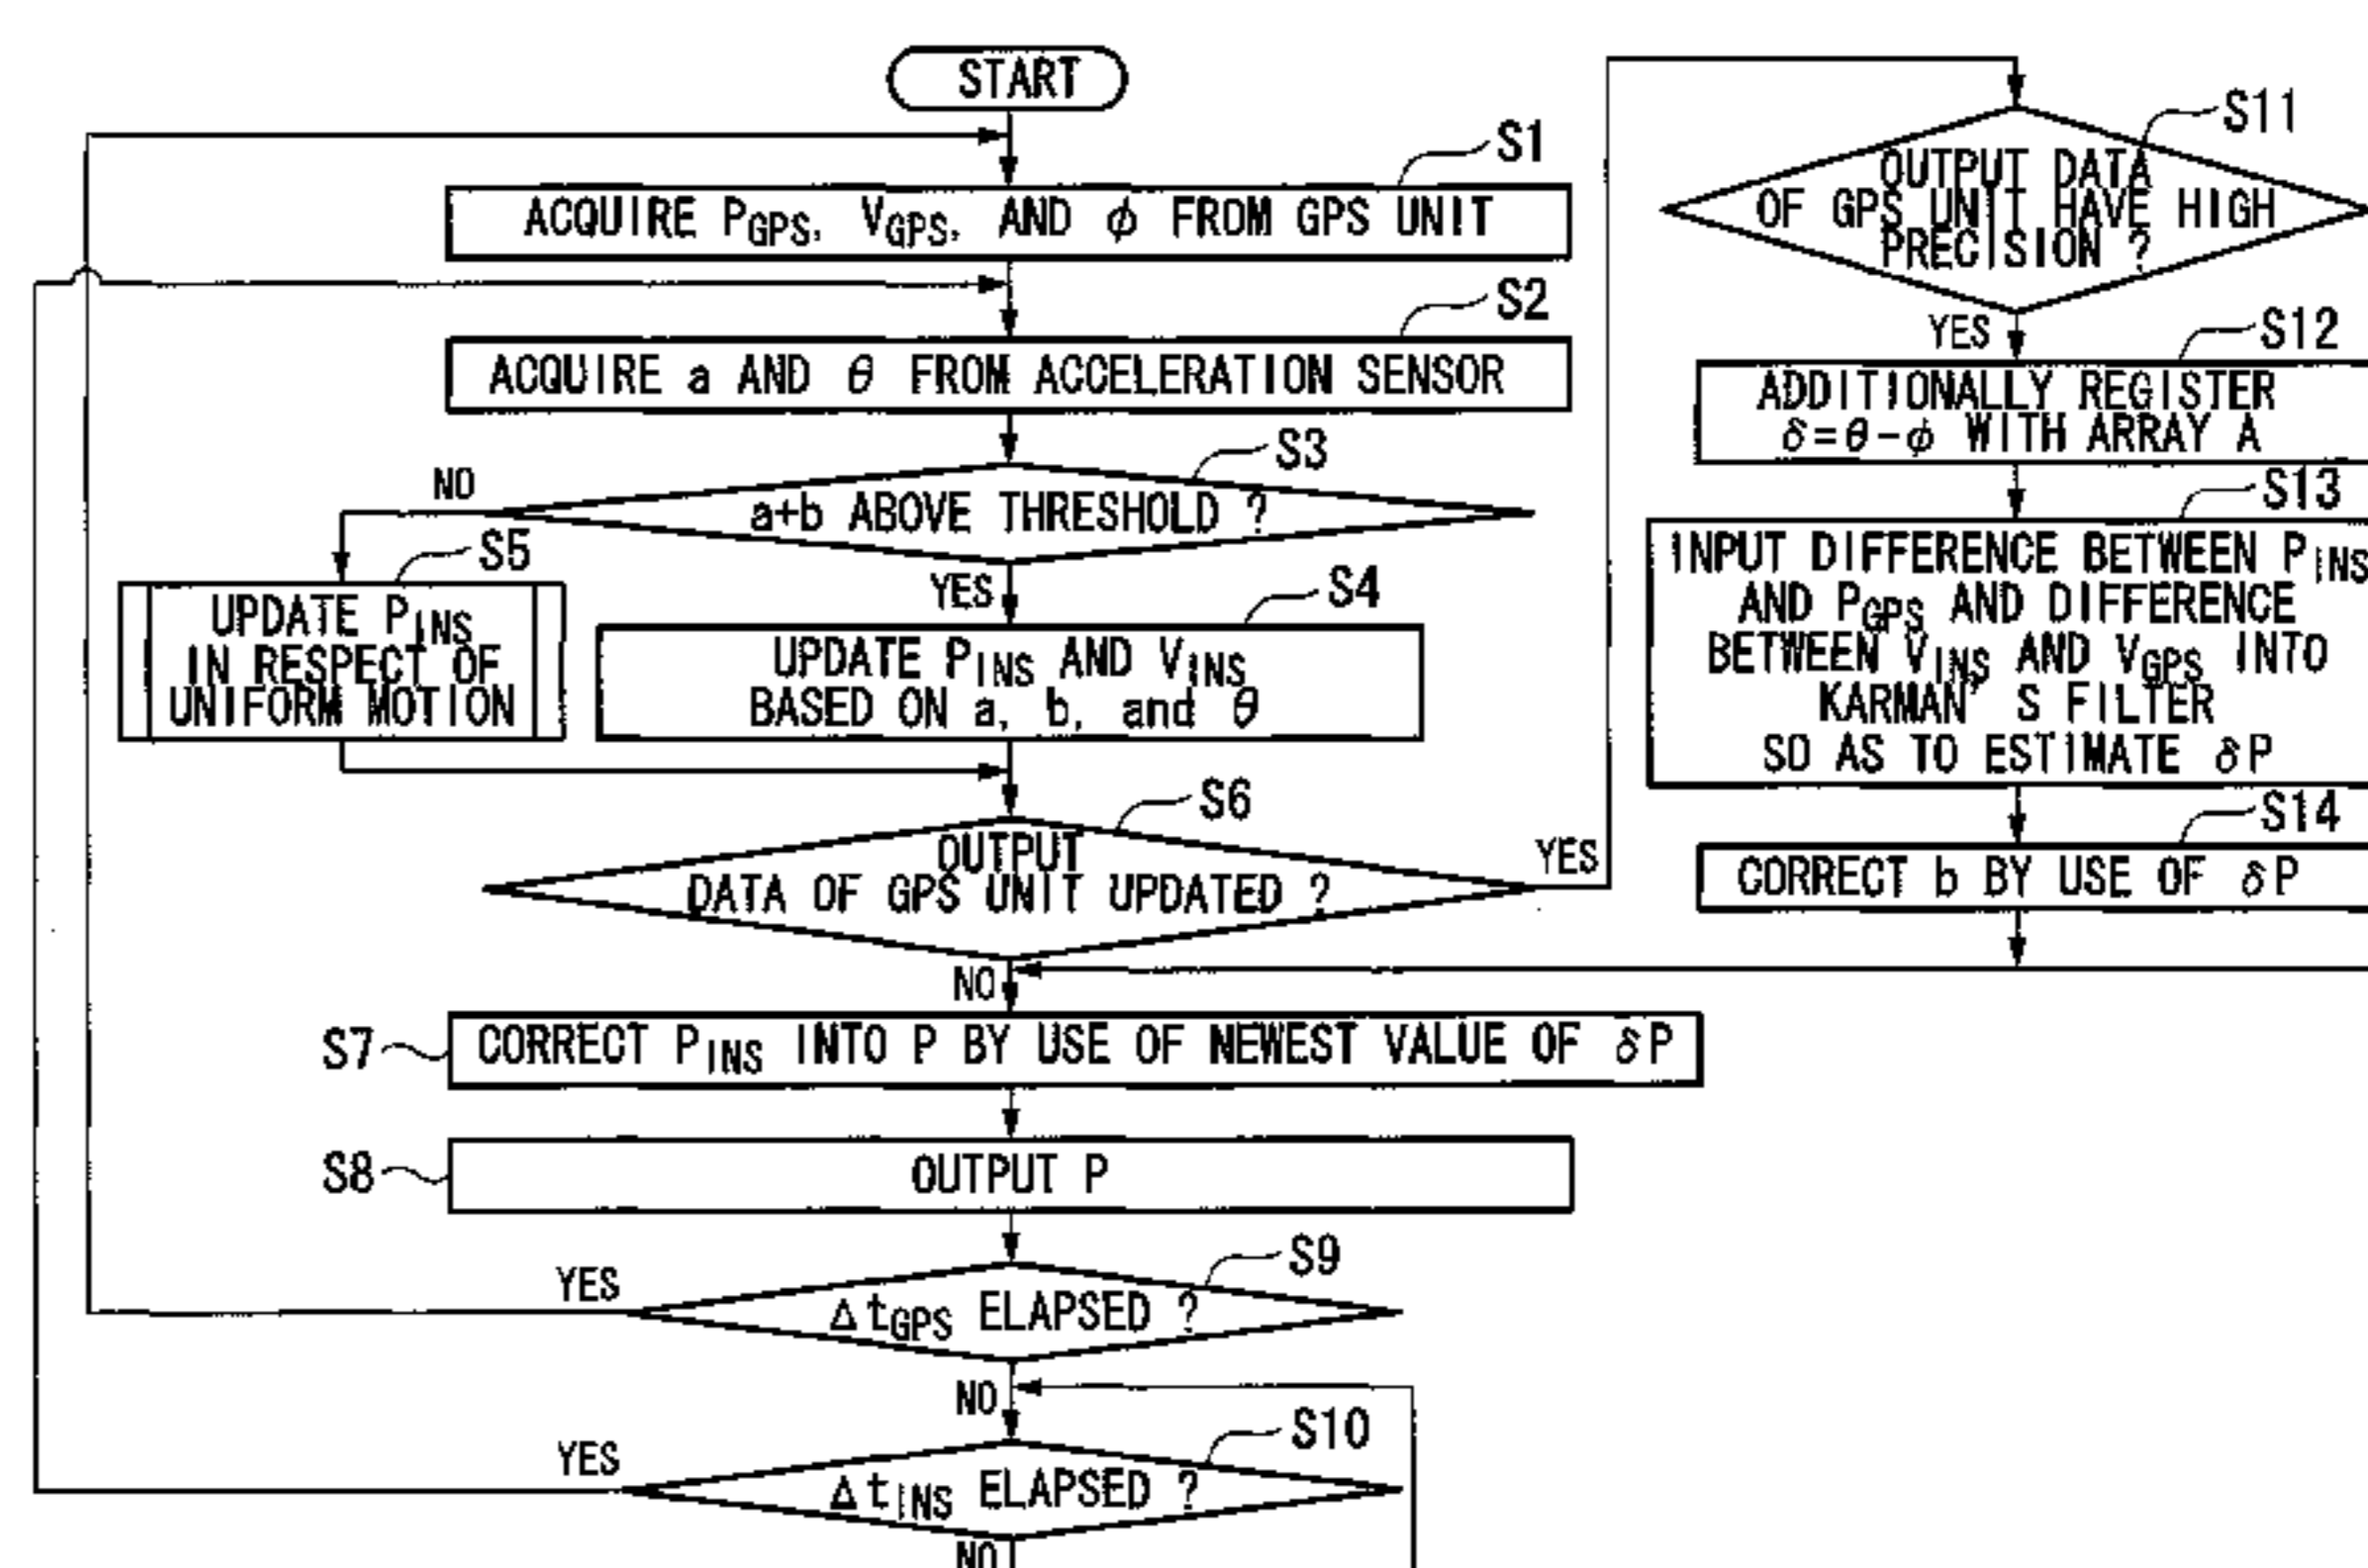 START
S1
ACQUIRE PGPS, VGPS, AND φ FROM GPS UNIT
S2
ACQUIRE a AND θ FROM ACCELERATION SENSOR
S3
NO
a+b ABOVE THRESHOLD ?
YES
S5
UPDATE PINS
IN RESPECT OF
UNIFORM MOTION
S4
UPDATE PINS AND VINS
BASED ON a, b, and θ
S6
OUTPUT
DATA OF GPS UNIT UPDATED ?
YES
NO
S7
CORRECT PINS INTO P BY USE OF NEWEST VALUE OF δP
S8
OUTPUT P
S9
YES
ΔtGPS ELAPSED ?
NO
S10
YES
ΔtINS ELAPSED ?
NO
S11
OUTPUT DATA
OF GPS UNIT HAVE HIGH
PRECISION ?
YES
S12
ADDITIONALLY REGISTER
δ=θ-φ WITH ARRAY A
S13
INPUT DIFFERENCE BETWEEN PINS
AND PGPS AND DIFFERENCE
BETWEEN VINS AND VGPS INTO
KARMAN'S FILTER
SO AS TO ESTIMATE δP
S14
CORRECT b BY USE OF δP